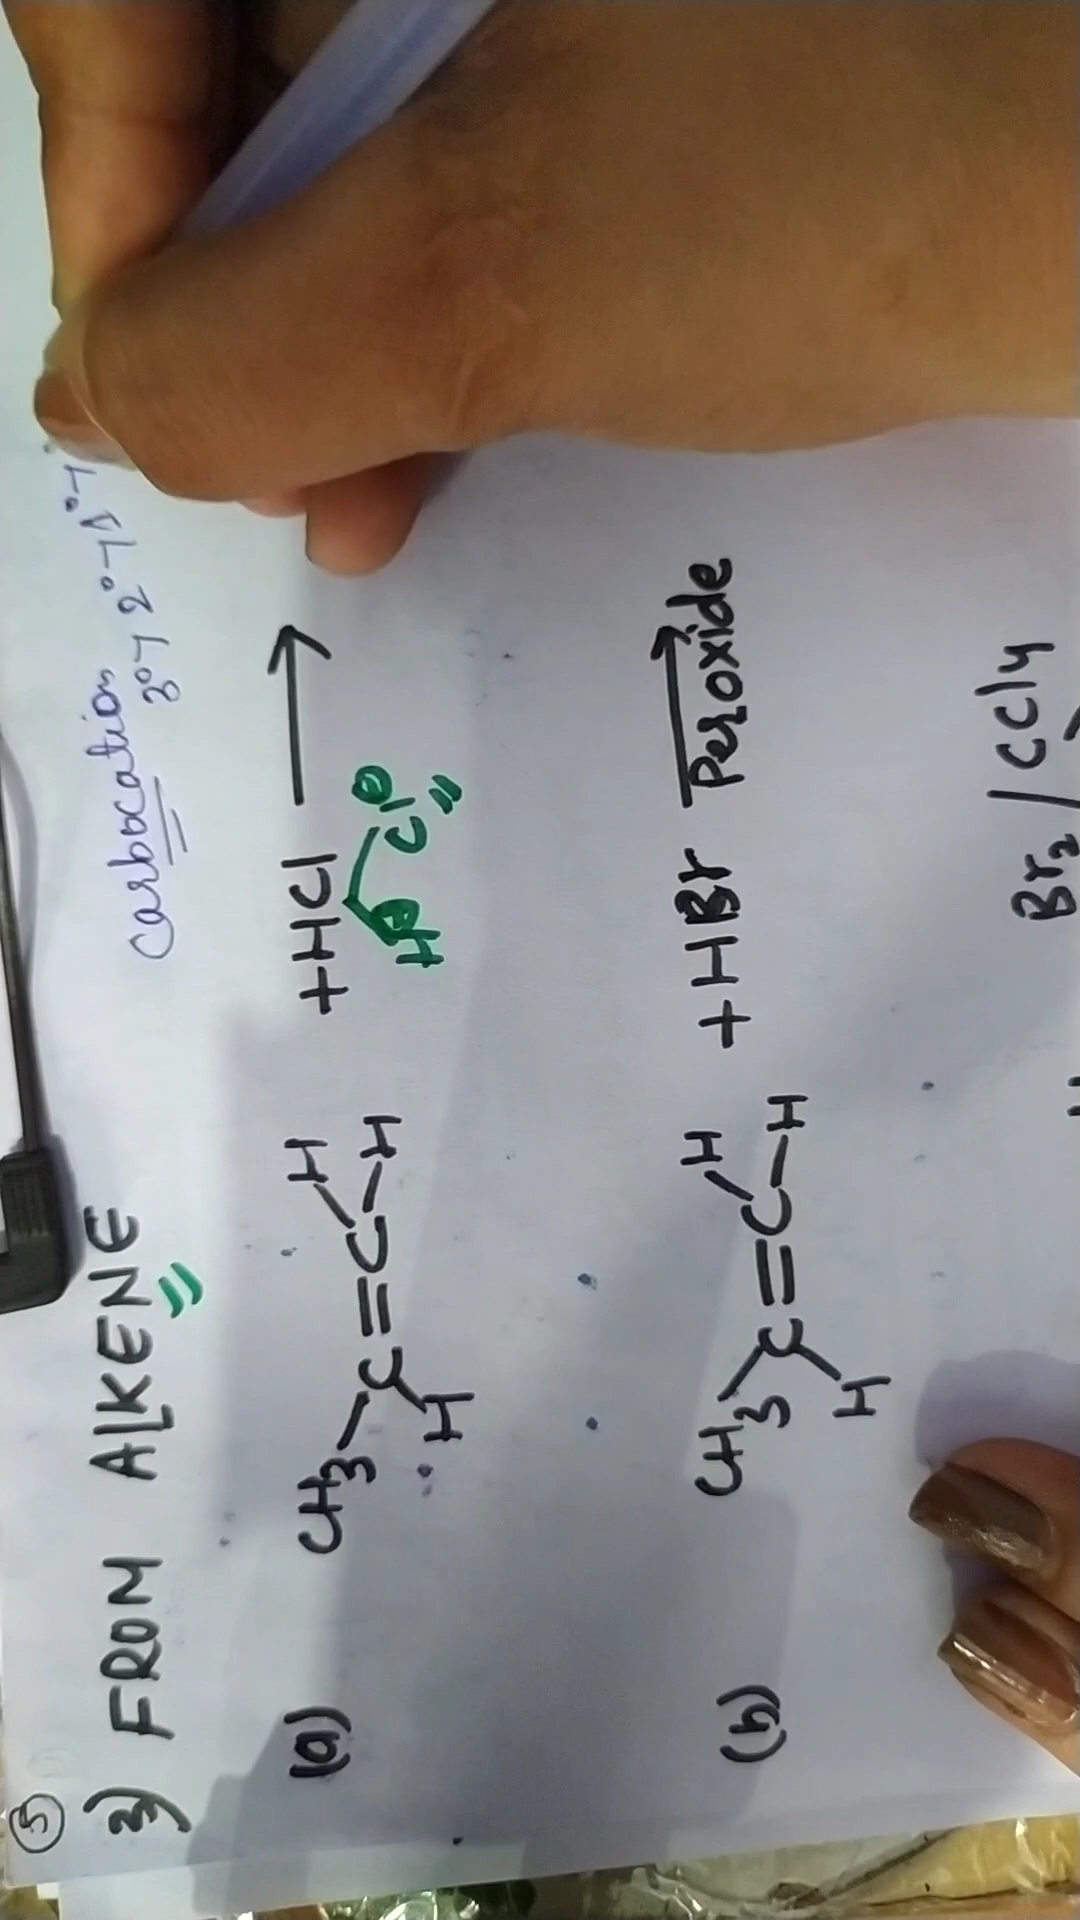 5
3) FROM ALKENE
carbocation
3° > 2° > 1° >
(a) CH3 H C = C H H + HCl →
H⊕ Cl⊖
(b) CH3 H C = C H H + HBr → Peroxide
Br2 / CCl4